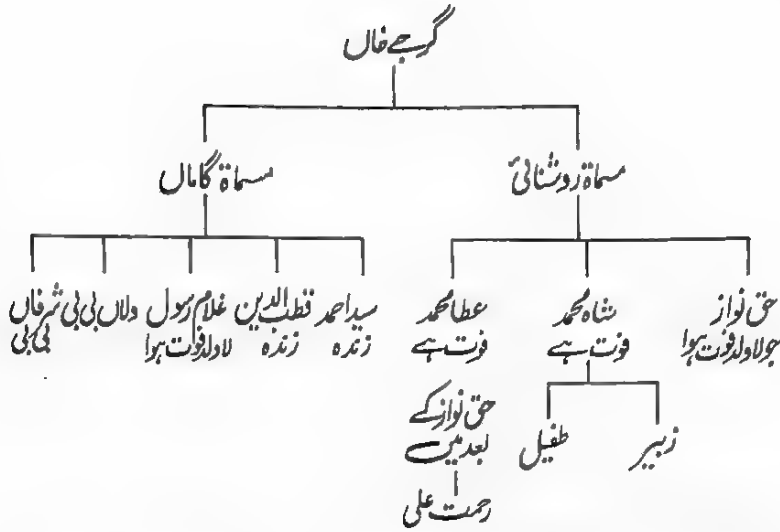 گرجے خاں
مسماۃ روشنائی
مسماۃ گاماں
حق نواز
جو لاولد فوت ہوا
شاہ محمد
فوت ہے
عطا محمد
فوت ہے
سید احمد
زندہ
قطب الدین
زندہ
غلام رسول
لاولد فوت ہوا
دلاں بی بی
شرفاں
بی بی
زبیر
طفیل
حق نواز کے
بعد میں
رحمت علی